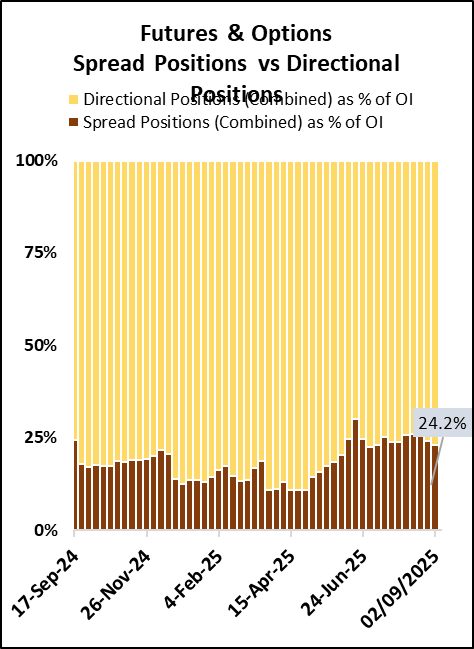 Futures & Options
Spread Positions vs Directional
Positions
Directional Positions (Combined) as % of OI
Spread Positions (Combined) as % of OI
100%
75%
50%
25%
0%
24.2%
17-Sep-24
26-Nov-24
4-Feb-25
15-Apr-25
24-Jun-25
02/09/2025